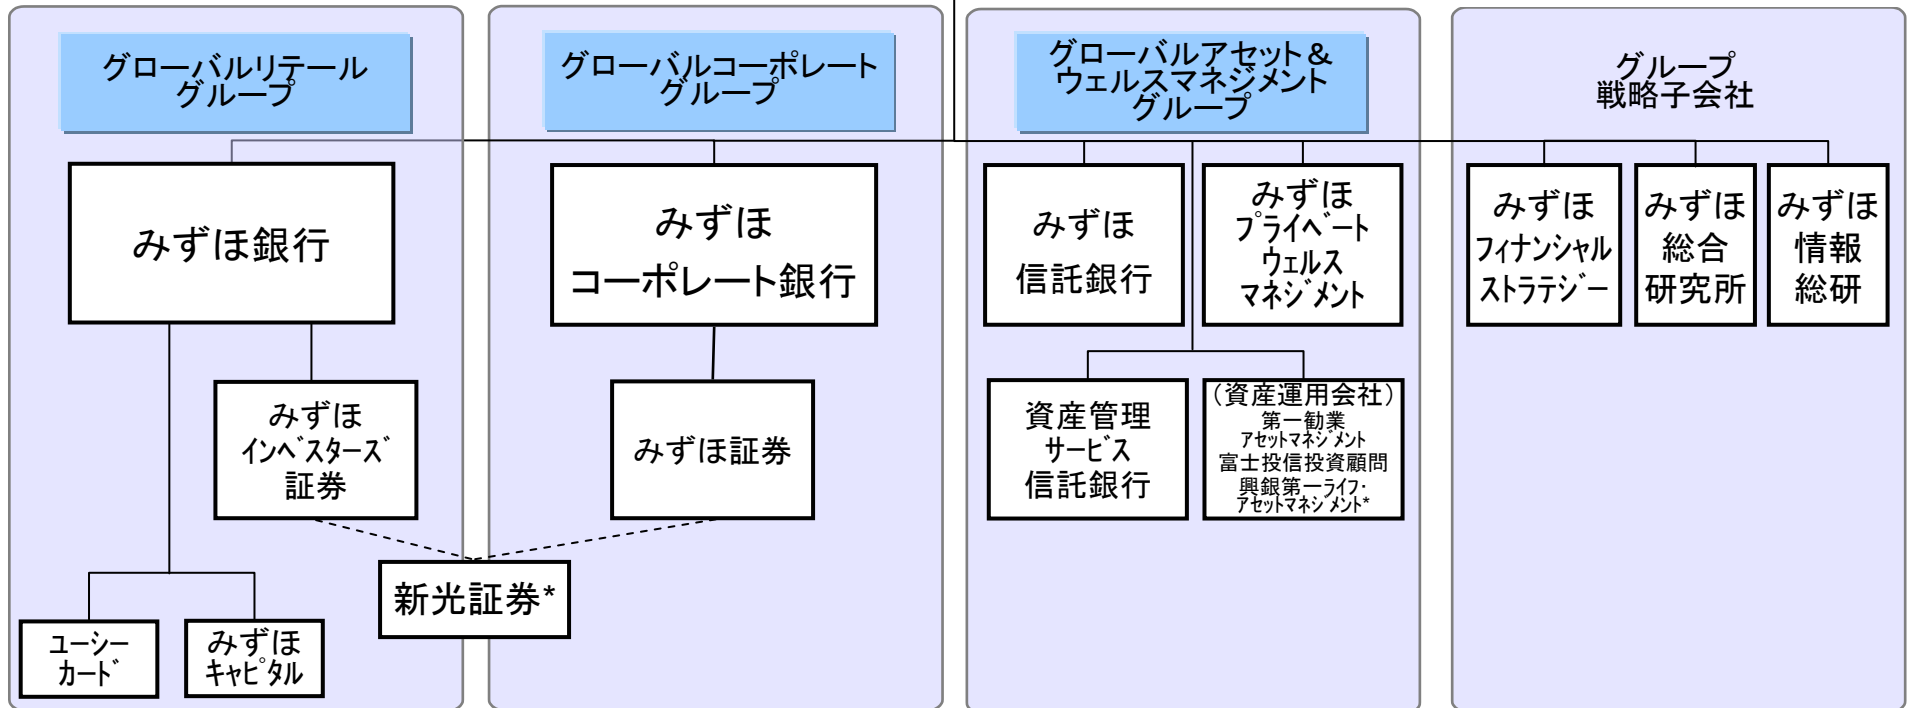 グローバルリテール
グループ
グローバルコーポレート
グループ
グローバルアセット＆
ウェルスマネジメント
グループ
グループ
戦略子会社
みずほ銀行
みずほ
コーポレート銀行
みずほ
信託銀行
みずほ
プライベート
ウェルス
マネジメント
みずほ
フィナンシャル
ストラテジー
みずほ
総合
研究所
みずほ
情報
総研
みずほ
インベスターズ
証券
みずほ証券
資産管理
サービス
信託銀行
（資産運用会社）
第一勧業
アセットマネジメント
富士投信投資顧問
興銀第一ライフ・
アセットマネジメント*
新光証券*
ユーシー
カード
みずほ
キャピタル